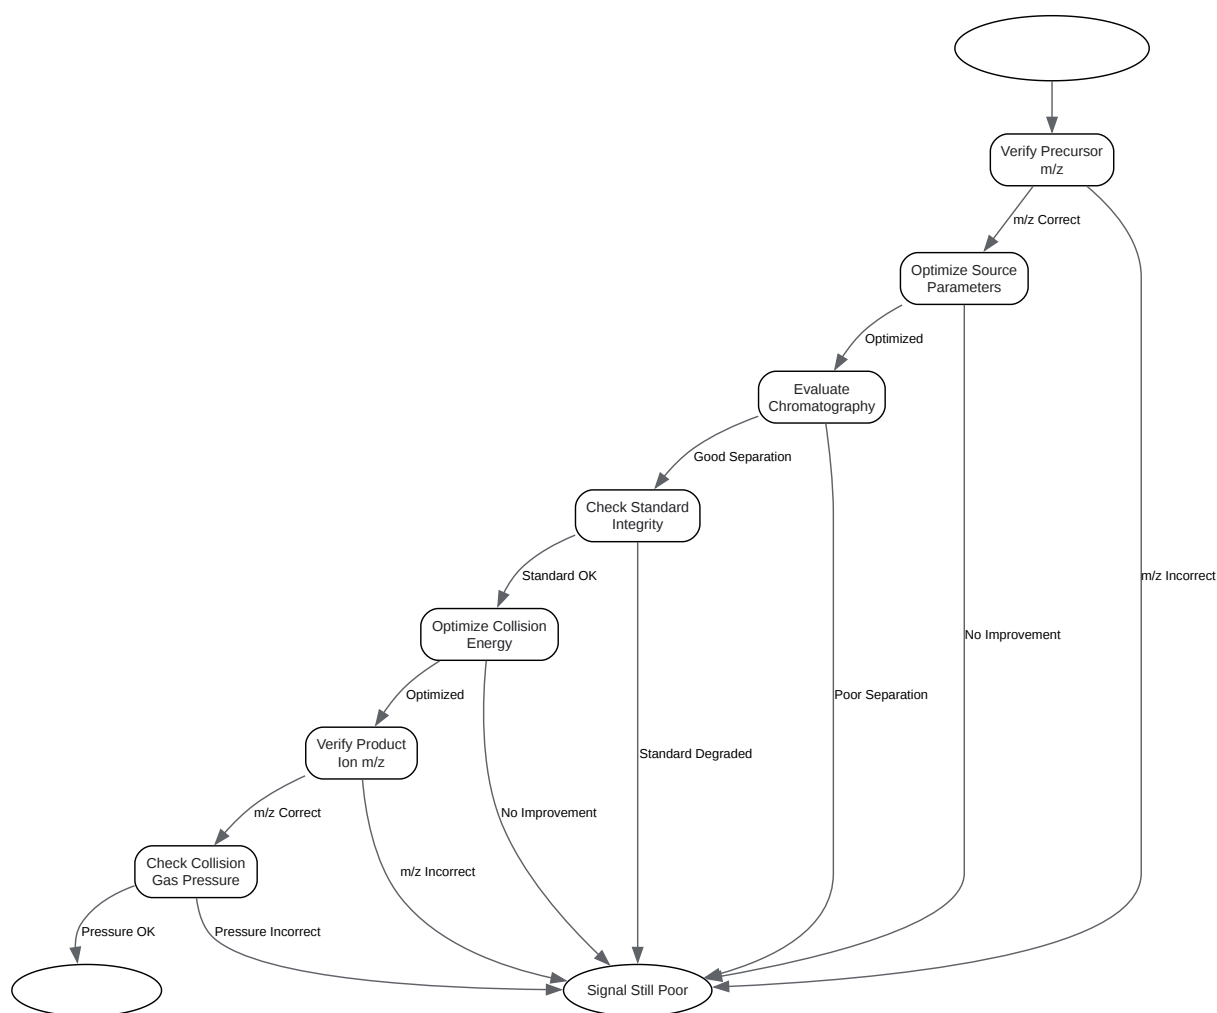 Verify Precursor
m/z
m/z Correct
Optimize Source
Parameters
Optimized
Evaluate
Chromatography
Good Separation
Check Standard
Integrity
Standard OK
m/z Incorrect
Optimize Collision
Energy
No Improvement
Optimized
Poor Separation
Verify Product
Ion m/z
Standard Degraded
m/z Correct
No Improvement
Check Collision
Gas Pressure
m/z Incorrect
Pressure OK
Pressure Incorrect
Signal Still Poor